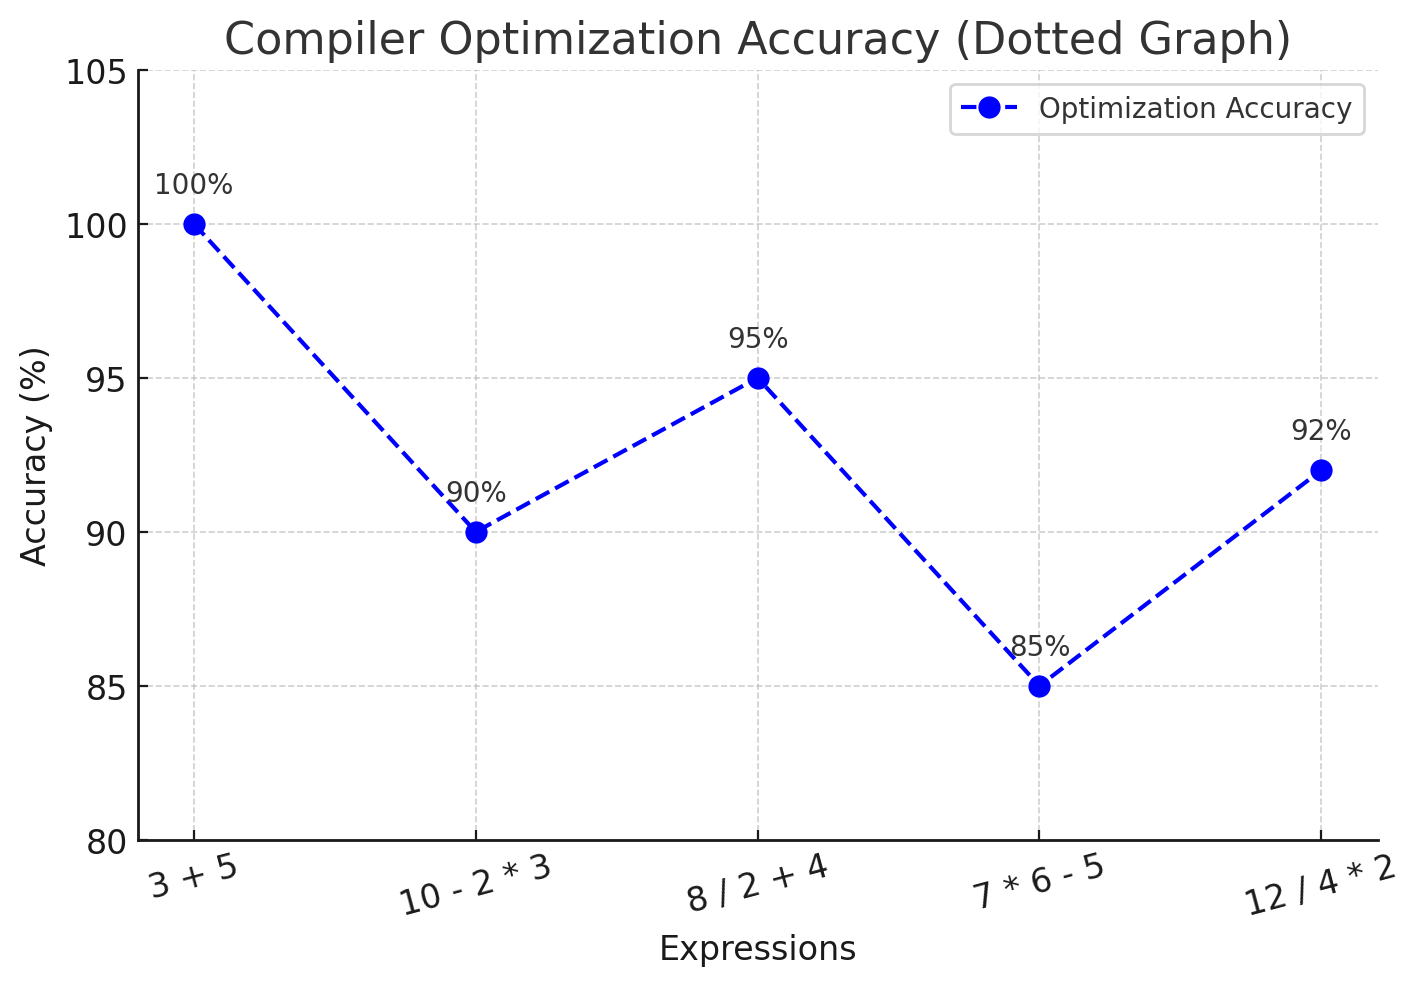 Compiler Optimization Accuracy (Dotted Graph)
105
Optimization Accuracy
100%
100
95%
95
92%
90%
90
85%
85
80
Accuracy (%)
3 + 5
10 - 2 * 3
8 / 2 + 4
7 * 6 - 5
12 / 4 * 2
Expressions